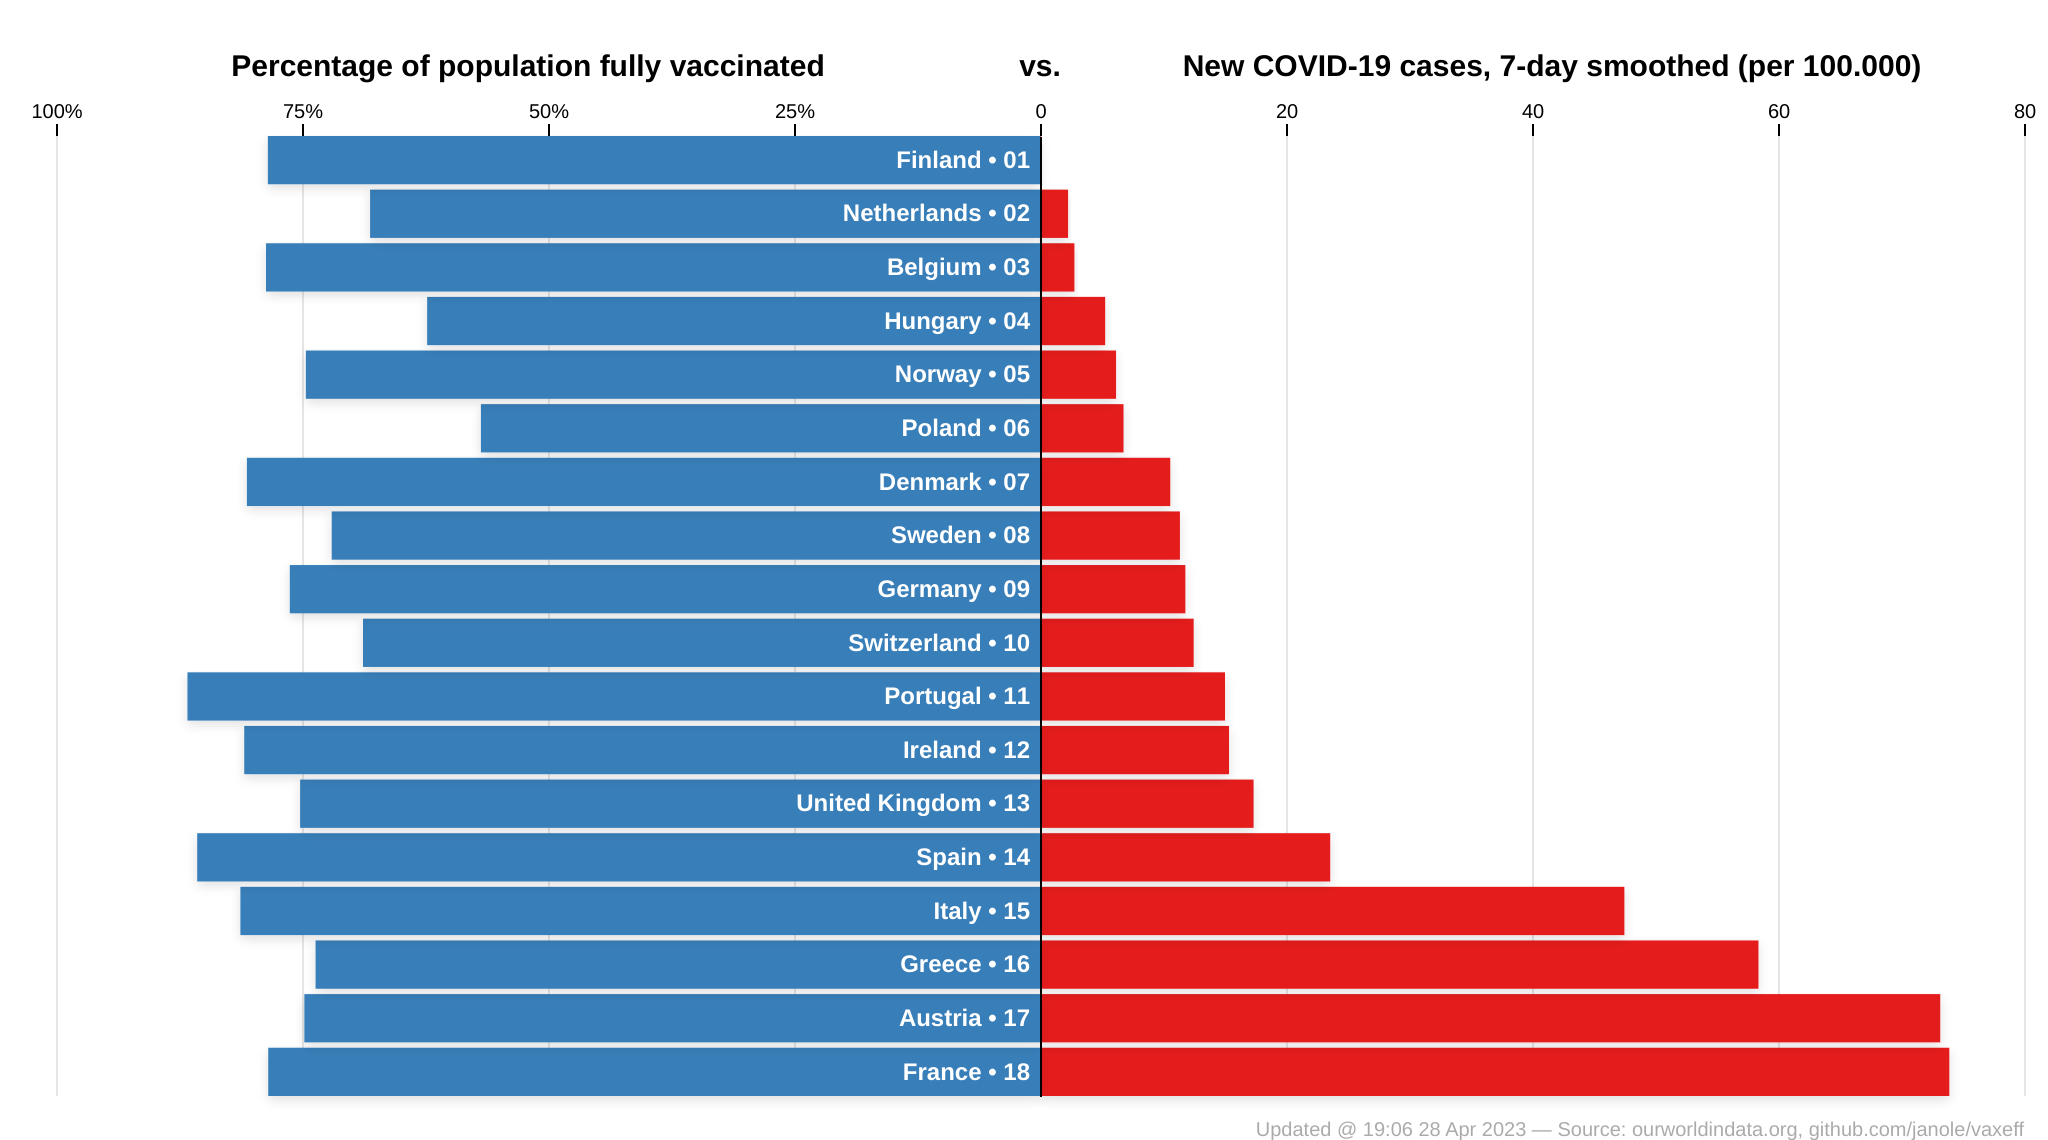 Percentage of population fully vaccinated vs. New COVID-19 cases, 7-day smoothed (per 100.000)
100% 75% 50% 25% 0 20 40 60 80
Finland • 01
Netherlands • 02
Belgium • 03
Hungary • 04
Norway • 05
Poland • 06
Denmark • 07
Sweden • 08
Germany • 09
Switzerland • 10
Portugal • 11
Ireland • 12
United Kingdom • 13
Spain • 14
Italy • 15
Greece • 16
Austria • 17
France • 18
Updated @ 19:06 28 Apr 2023 — Source: ourworldindata.org, github.com/janole/vaxeff